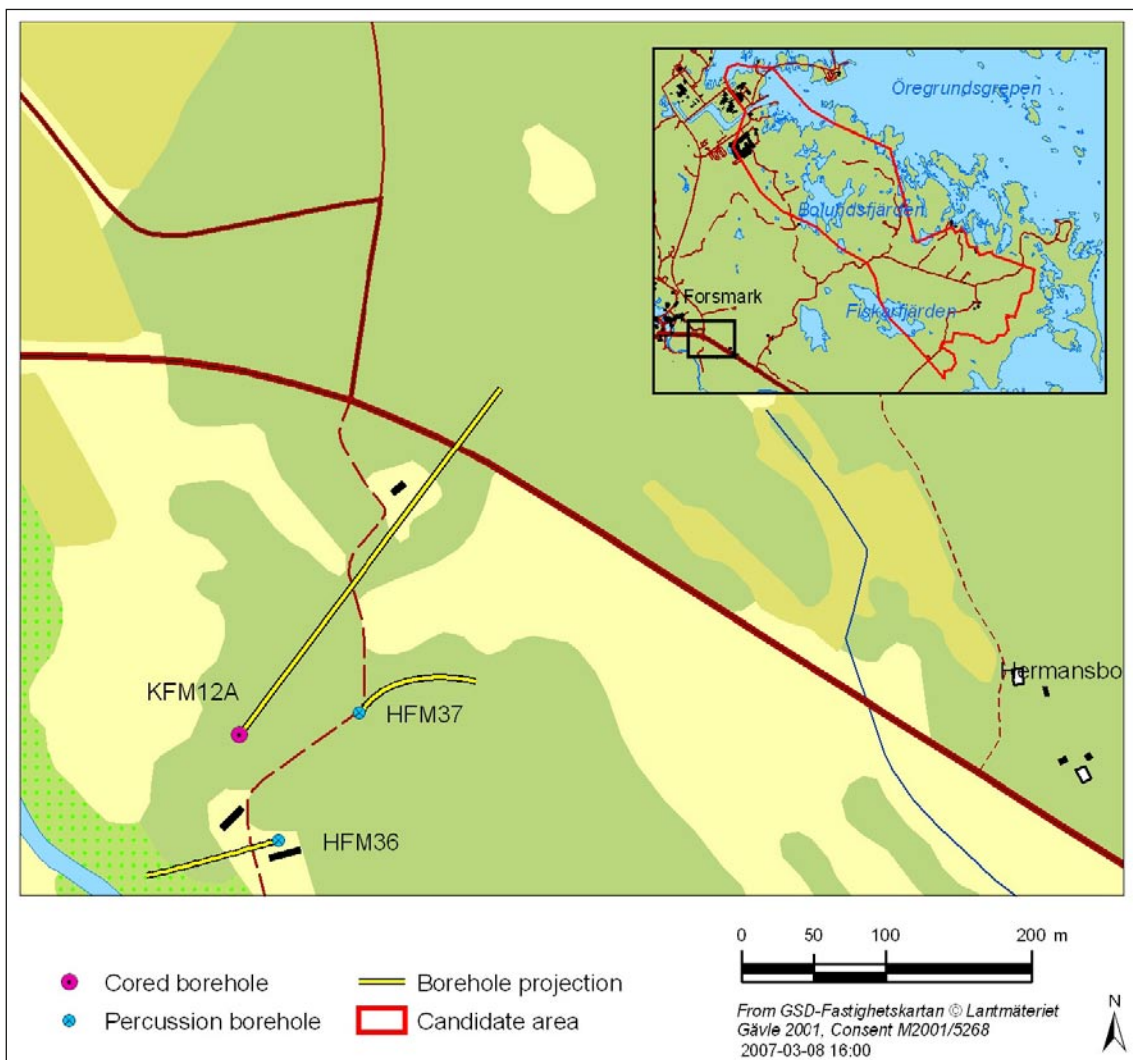 Öregrundsgrepen
Bolundsfjärden
Forsmark
Fiskarfjärden
Hermansbo
KFM12A
HFM37
HFM36
0 50 100 200 m
Cored borehole
Borehole projection
Percussion borehole
Candidate area
From GSD-Fastighetskartan © Lantmäteriet
Gävle 2001, Consent M2001/5268
2007-03-08 16:00
N